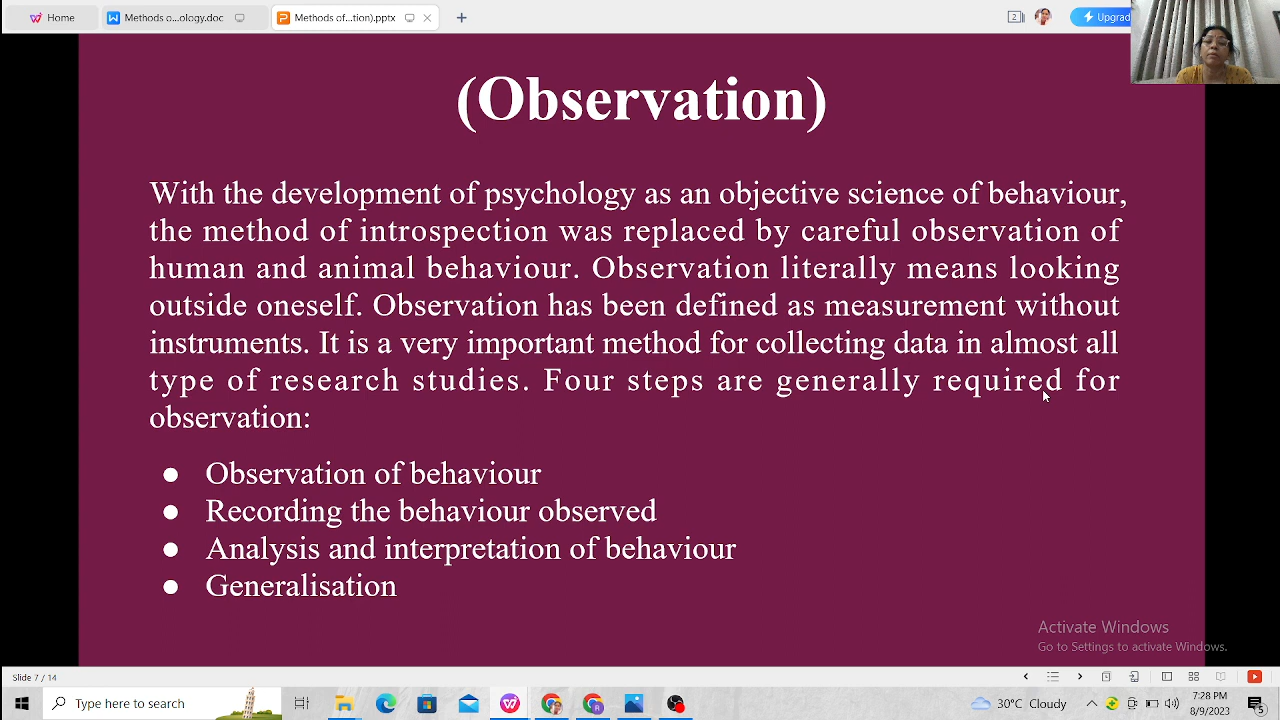 Home
Methods o...ology.doc
Methods of...tion).pptx
2
Upgrad
(Observation)
With the development of psychology as an objective science of behaviour,
the method of introspection was replaced by careful observation of
human and animal behaviour. Observation literally means looking
outside oneself. Observation has been defined as measurement without
instruments. It is a very important method for collecting data in almost all
type of research studies. Four steps are generally required for
observation:
● Observation of behaviour
● Recording the behaviour observed
● Analysis and interpretation of behaviour
● Generalisation
Activate Windows
Go to Settings to activate Windows.
Slide 7 / 14
Type here to search
30°C Cloudy
7:28 PM
8/9/2023
5